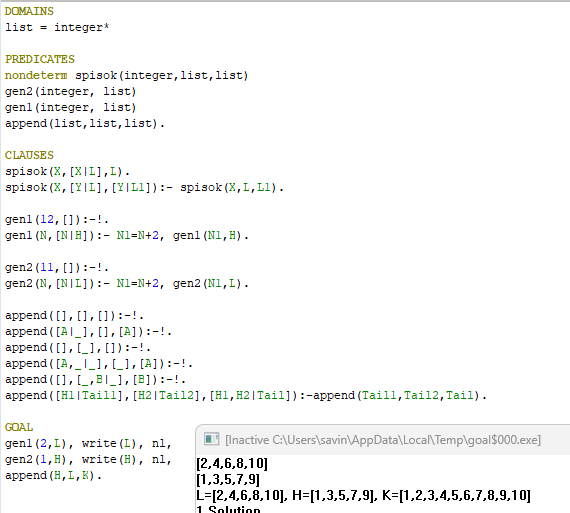 DOMAINS
list = integer*
PREDICATES
nondeterm spisok(integer,list,list)
gen2(integer, list)
gen1(integer, list)
append(list,list,list).
CLAUSES
spisok(X,[X|L],L).
spisok(X,[Y|L],[Y|L1]):- spisok(X,L,L1).
gen1(12,[]):-!.
gen1(N,[N|H]):- N1=N+2, gen1(N1,H).
gen2(11,[]):-!.
gen2(N,[N|L]):- N1=N+2, gen2(N1,L).
append([],[],[]):-!.
append([A|_],[],[A]):-!.
append([],[_],[]):-!.
append([A,_|_],[_],[A]):-!.
append([],[_,B|_],[B]):-!.
append([H1|Tail1],[H2|Tail2],[H1,H2|Tail]):-append(Tail1,Tail2,Tail).
GOAL
gen1(2,L), write(L), nl,
gen2(1,H), write(H), nl,
append(H,L,K).
[Inactive C:\Users\savin\AppData\Local\Temp\goal$000.exe]
[2,4,6,8,10]
[1,3,5,7,9]
L=[2,4,6,8,10], H=[1,3,5,7,9], K=[1,2,3,4,5,6,7,8,9,10]
1 Solution